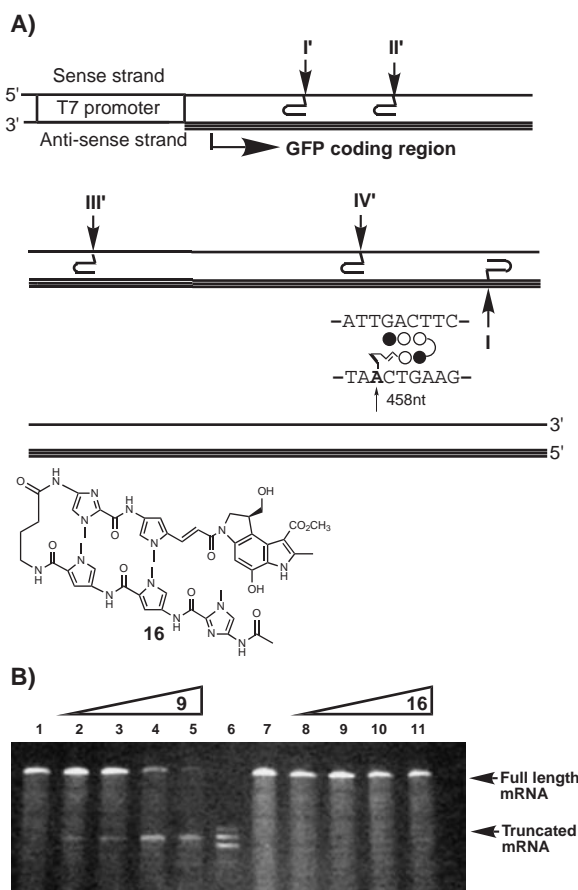 A)
I' II'
Sense strand
5'
T7 promoter
3'
Anti-sense strand
GFP coding region
III' IV'
I
–ATTGACTTC–
–TAACTGAAG–
458nt
3'
5'
H
N
O
N
N
O
H
N
N
O
N
OH
CO2CH3
OH
N
H
O
N
H
N
O
N
H
N
O
N
H
N
N
O
N
H
16
B)
9 16
1 2 3 4 5 6 7 8 9 10 11
Full length
mRNA
Truncated
mRNA